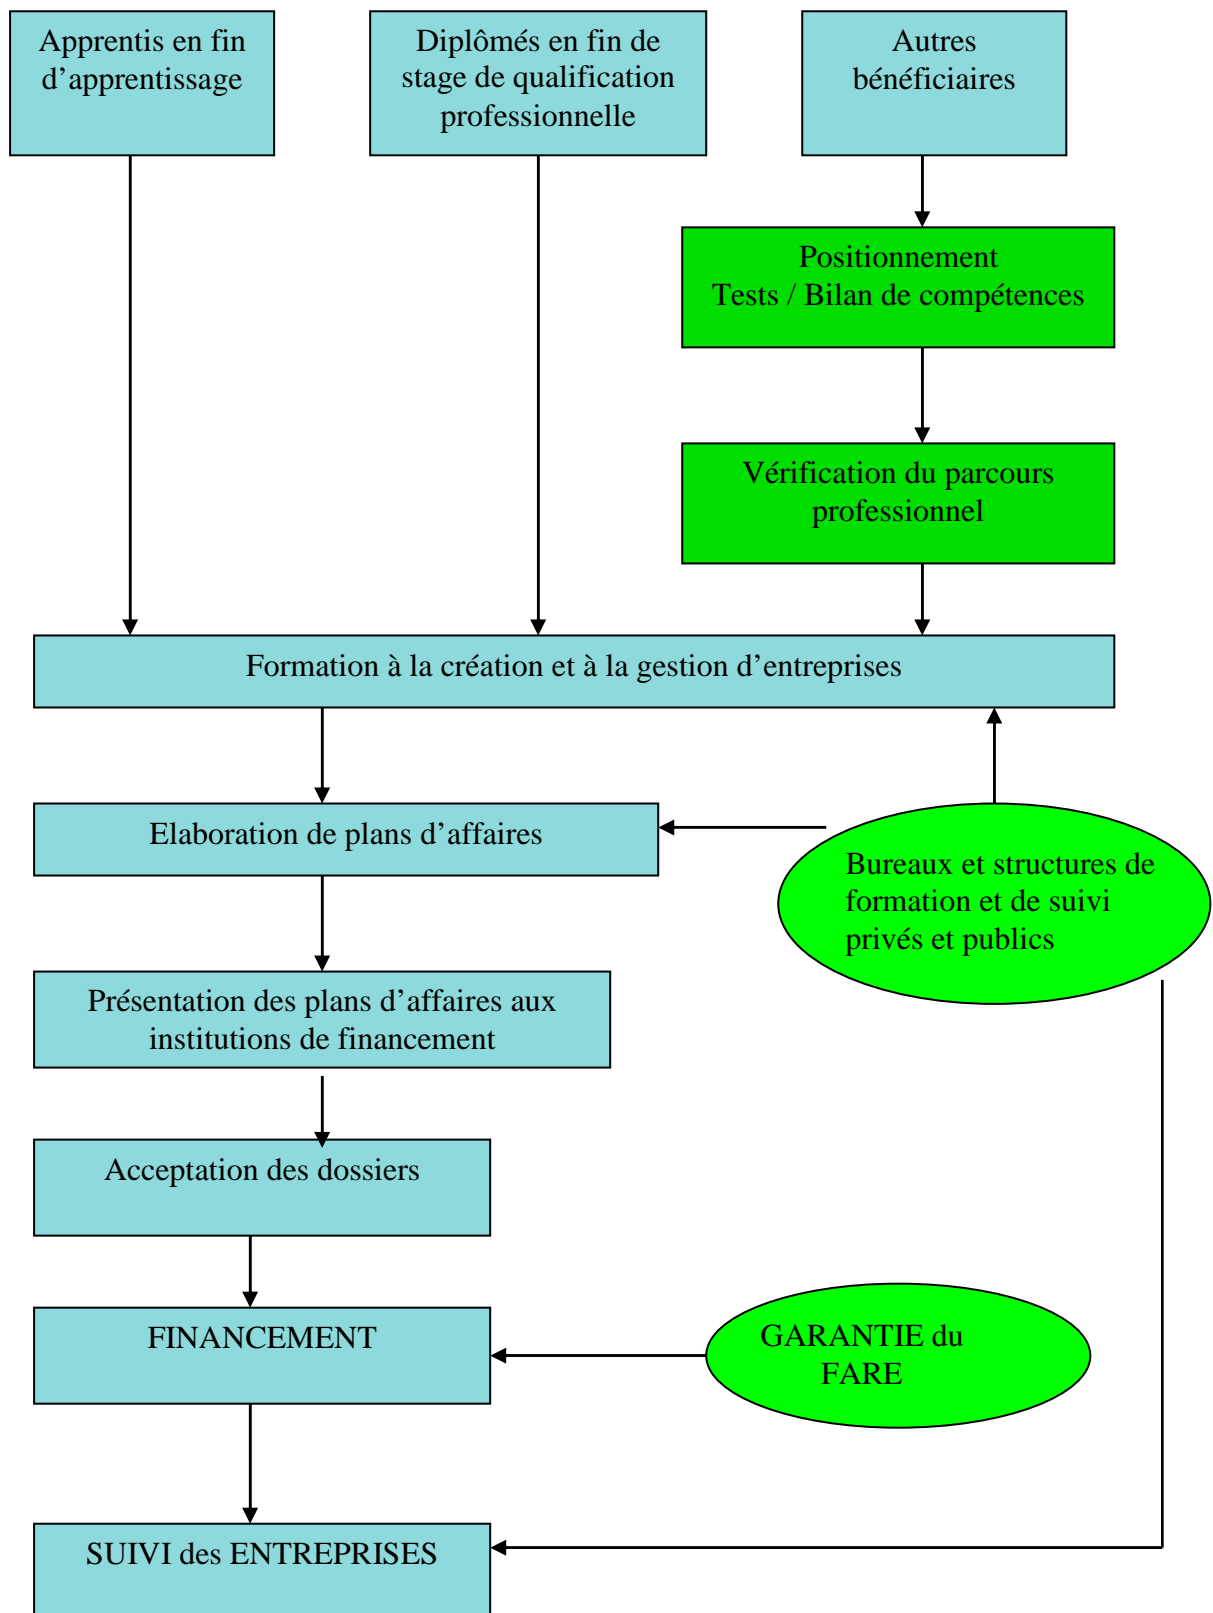 Apprentis en fin
d’apprentissage
Diplômés en fin de
stage de qualification
professionnelle
Autres
bénéficiaires
Positionnement
Tests / Bilan de compétences
Vérification du parcours
professionnel
Formation à la création et à la gestion d’entreprises
Elaboration de plans d’affaires
Bureaux et structures de
formation et de suivi
privés et publics
Présentation des plans d’affaires aux
institutions de financement
Acceptation des dossiers
FINANCEMENT
GARANTIE du
FARE
SUIVI des ENTREPRISES